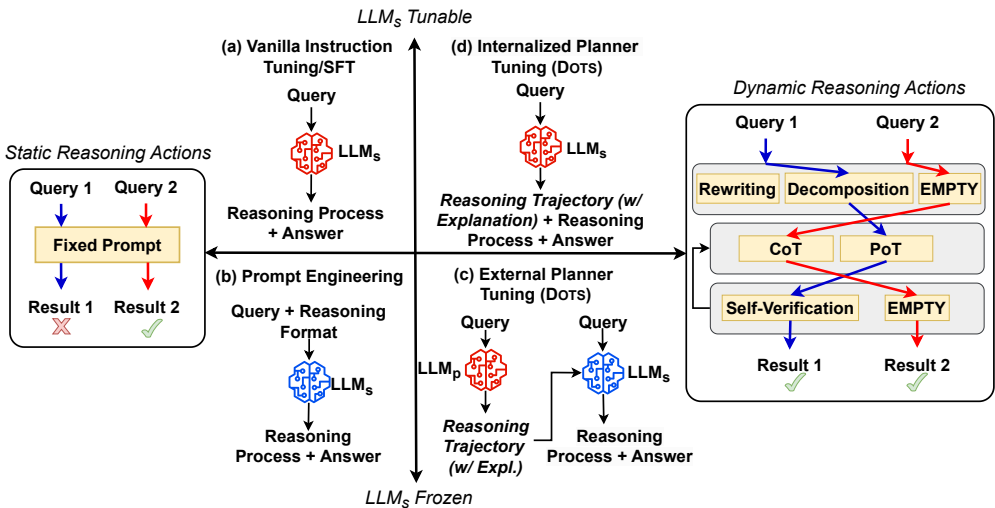 LLMs Tunable
(a) Vanilla Instruction
Tuning/SFT
Query
LLMs
Reasoning Process
+ Answer
(d) Internalized Planner
Tuning (DOTS)
Query
LLMs
Reasoning Trajectory (w/
Explanation) + Reasoning
Process + Answer
Static Reasoning Actions
Query 1
Query 2
Fixed Prompt
Result 1
Result 2
Dynamic Reasoning Actions
Query 1
Query 2
Rewriting
Decomposition
EMPTY
CoT
PoT
Self-Verification
EMPTY
Result 1
Result 2
(b) Prompt Engineering
Query + Reasoning
Format
LLMs
Reasoning
Process + Answer
(c) External Planner
Tuning (DOTS)
Query
LLMp
Reasoning
Trajectory
(w/ Expl.)
Query
LLMs
Reasoning
Process + Answer
LLMs Frozen